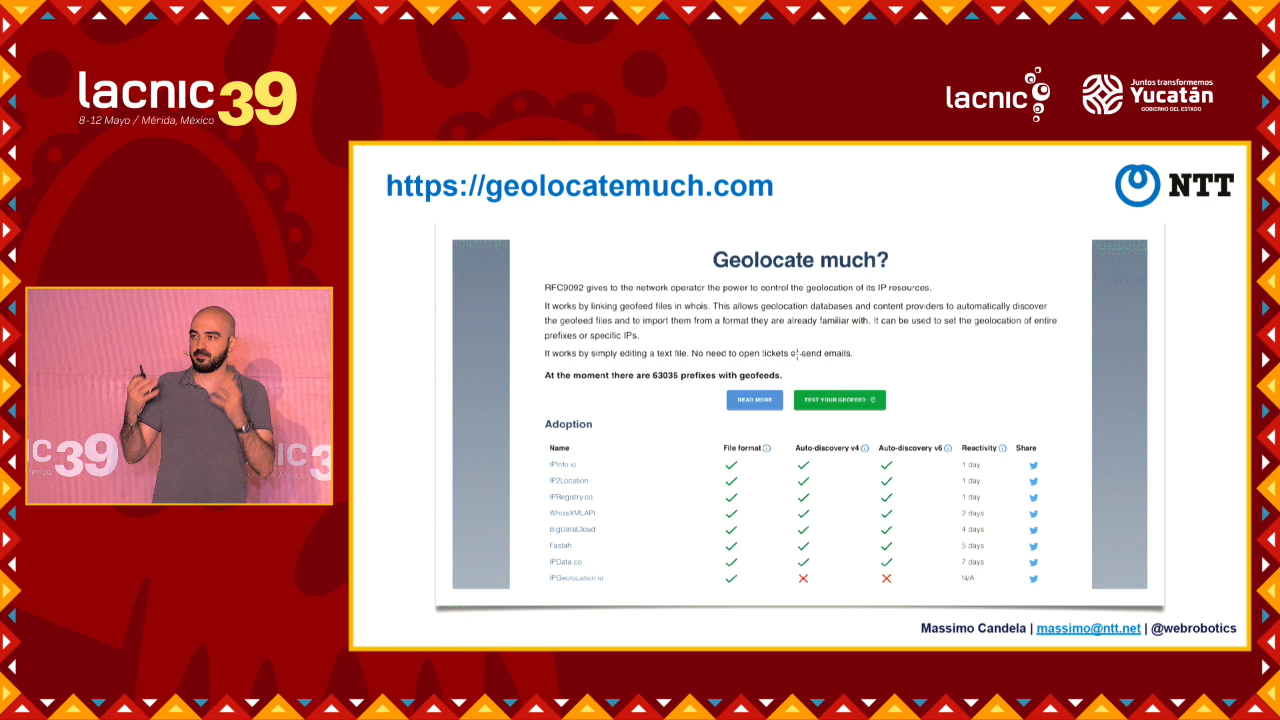 lacnic 39
8-12 Mayo / Mérida, México
lacnic
Juntos transformemos
Yucatán
GOBIERNO DEL ESTADO
https://geolocatemuch.com
NTT
Geolocate much?
RFC9092 gives to the network operator the power to control the geolocation of its IP resources.
It works by linking geofeed files in whois. This allows geolocation databases and content providers to automatically discover
the geofeed files and to import them from a format they are already familiar with. It can be used to set the geolocation of entire
prefixes or specific IPs.
It works by simply editing a text file. No need to open tickets or send emails.
At the moment there are 63035 prefixes with geofeeds.
READ MORE TEST YOUR GEOFEED
Adoption
Name File format Auto-discovery v4 Auto-discovery v6 Reactivity Share
IPinfo.io 1 day
IP2Location 1 day
IPRegistry.co 1 day
WhoisXMLAPI 2 days
BigDataCloud 4 days
Fastah 5 days
IPData.co 7 days
IPGeolocation.io N/A
Massimo Candela | massimo@ntt.net | @webrobotics
IC 39
México
NIC 3